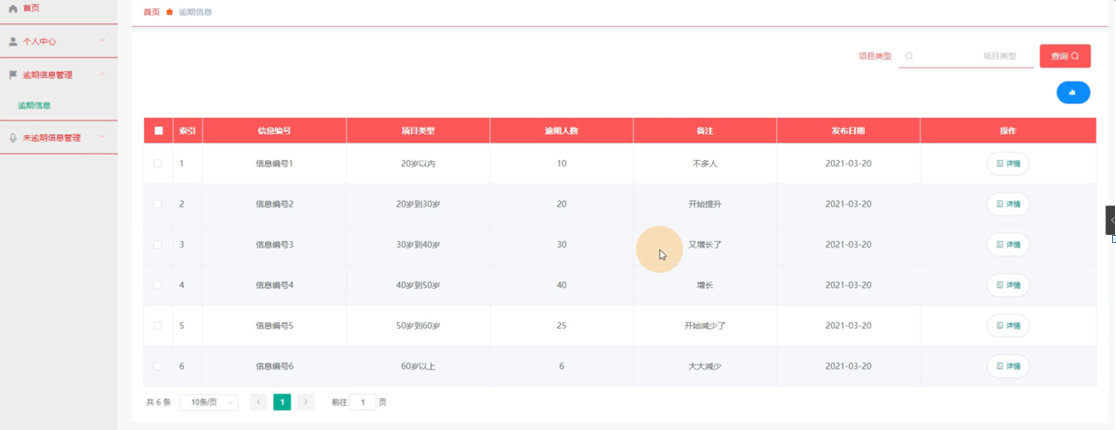 首页
个人中心
逾期信息管理
逾期信息
未逾期信息管理
首页 逾期信息
项目类型 项目类型 查询
索引 信息编号 项目类型 逾期人数 备注 发布日期 操作
1 信息编号1 20岁以内 10 不多人 2021-03-20 详情
2 信息编号2 20岁到30岁 20 开始提升 2021-03-20 详情
3 信息编号3 30岁到40岁 30 又增长了 2021-03-20 详情
4 信息编号4 40岁到50岁 40 增长 2021-03-20 详情
5 信息编号5 50岁到60岁 25 开始减少了 2021-03-20 详情
6 信息编号6 60岁以上 6 大大减少 2021-03-20 详情
共 6 条 10条/页 1 前往 1 页